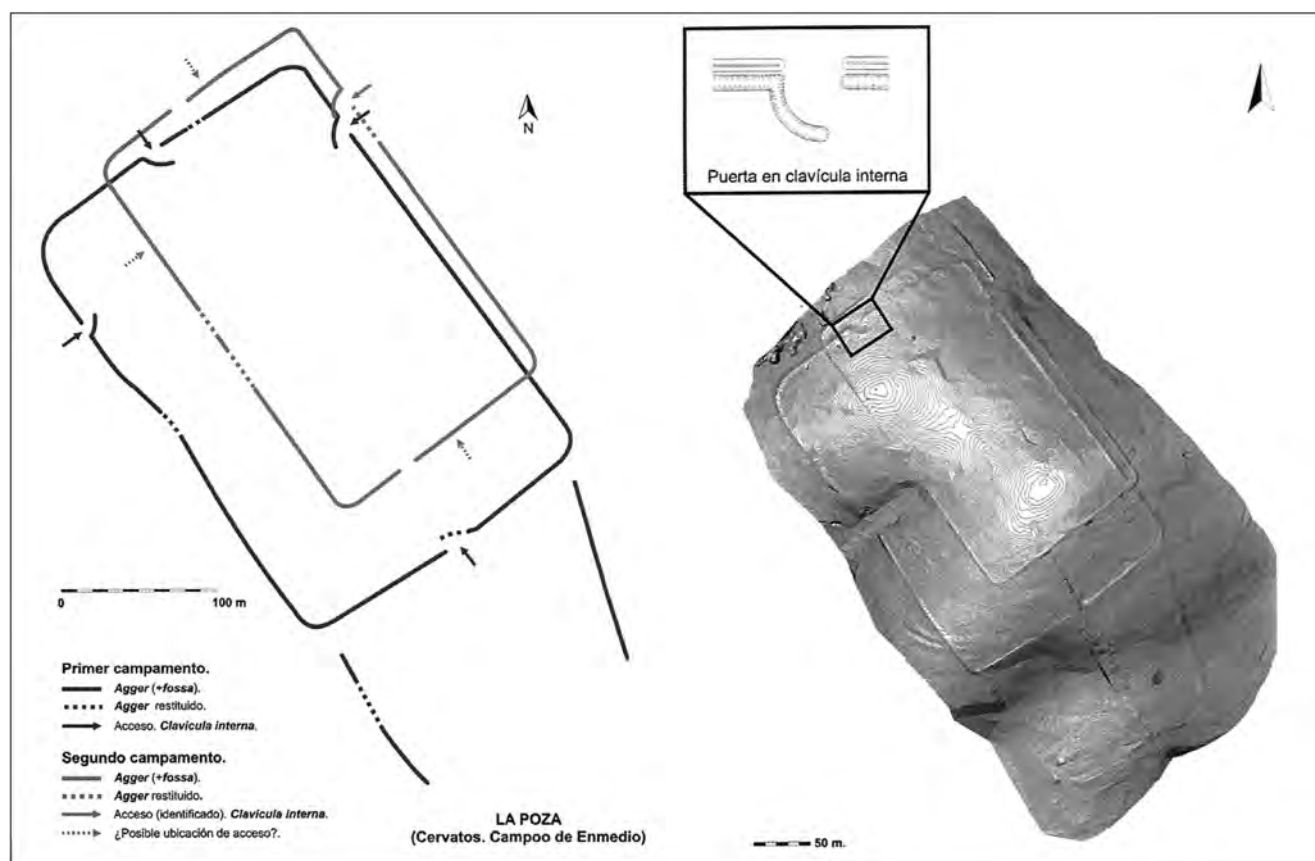 N
0 100 m
Primer campamento.
Agger (+fossa).
Agger restituido.
Acceso. Clavícula interna.
Segundo campamento.
Agger (+fossa).
Agger restituido.
Acceso (identificado). Clavícula interna.
¿Posible ubicación de acceso?.
LA POZA
(Cervatos. Campoo de Enmedio)
Puerta en clavícula interna
50 m.